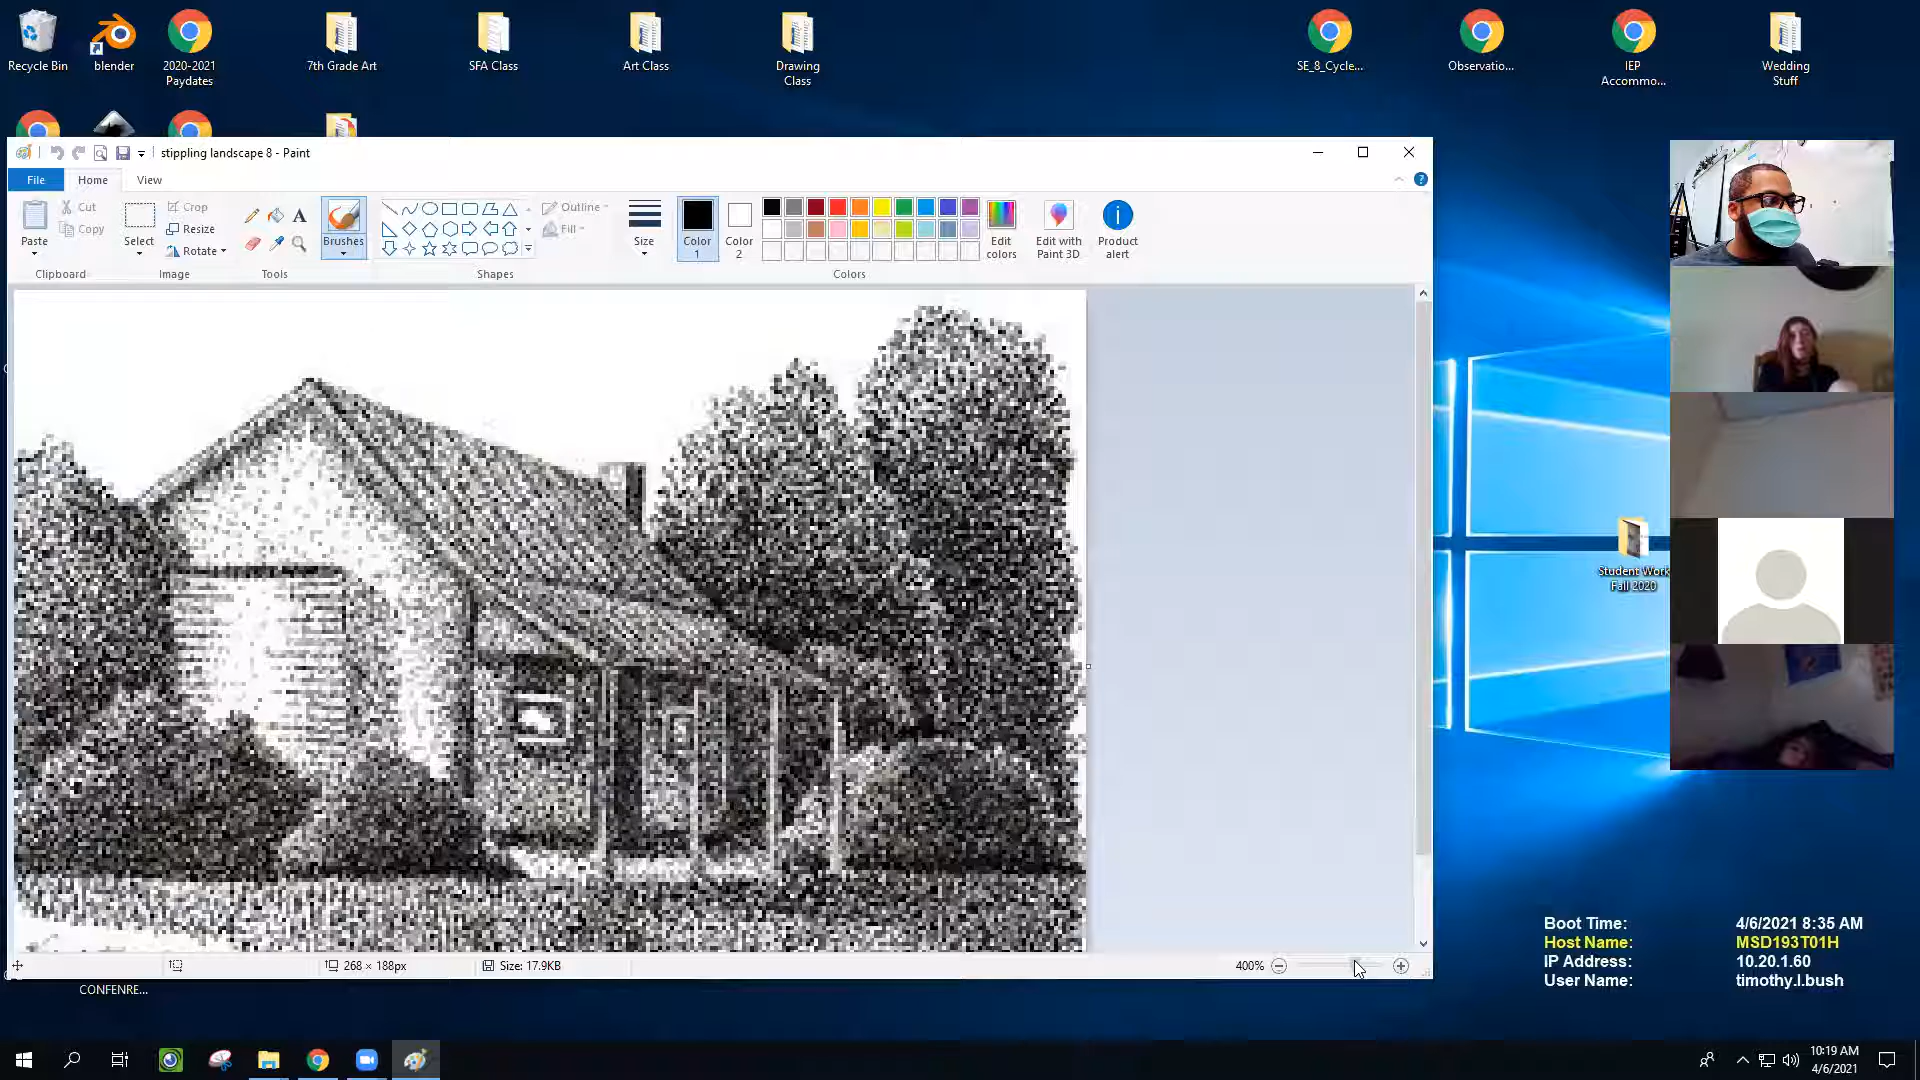 Recycle Bin
blender
2020-2021
Paydates
7th Grade Art
SFA Class
Art Class
Drawing
Class
SE_8_Cycle...
Observatio...
IEP
Accommo...
Wedding
Stuff
stippling landscape 8 - Paint
File
Home
View
Paste
Cut
Copy
Clipboard
Select
Crop
Resize
Rotate
Image
A
Tools
Brushes
Shapes
Outline
Fill
Size
Color
1
Color
2
Colors
Edit
colors
Edit with
Paint 3D
Product
alert
Student Work
Fall 2020
268 × 188px
Size: 17.9KB
400%
CONFENRE...
Boot Time: 4/6/2021 8:35 AM
Host Name: MSD193T01H
IP Address: 10.20.1.60
User Name: timothy.l.bush
10:19 AM
4/6/2021